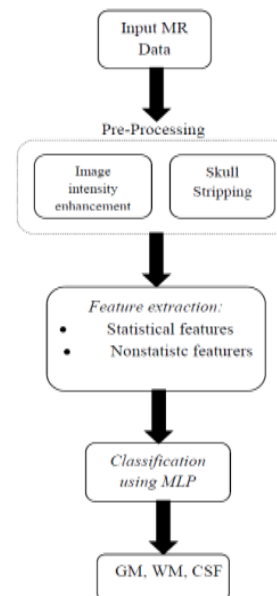 Input MR
Data
Pre-Processing
Image
intensity
enhancement
Skull
Stripping
Feature extraction:
• Statistical features
• Nonstatistc featurers
Classification
using MLP
GM, WM, CSF